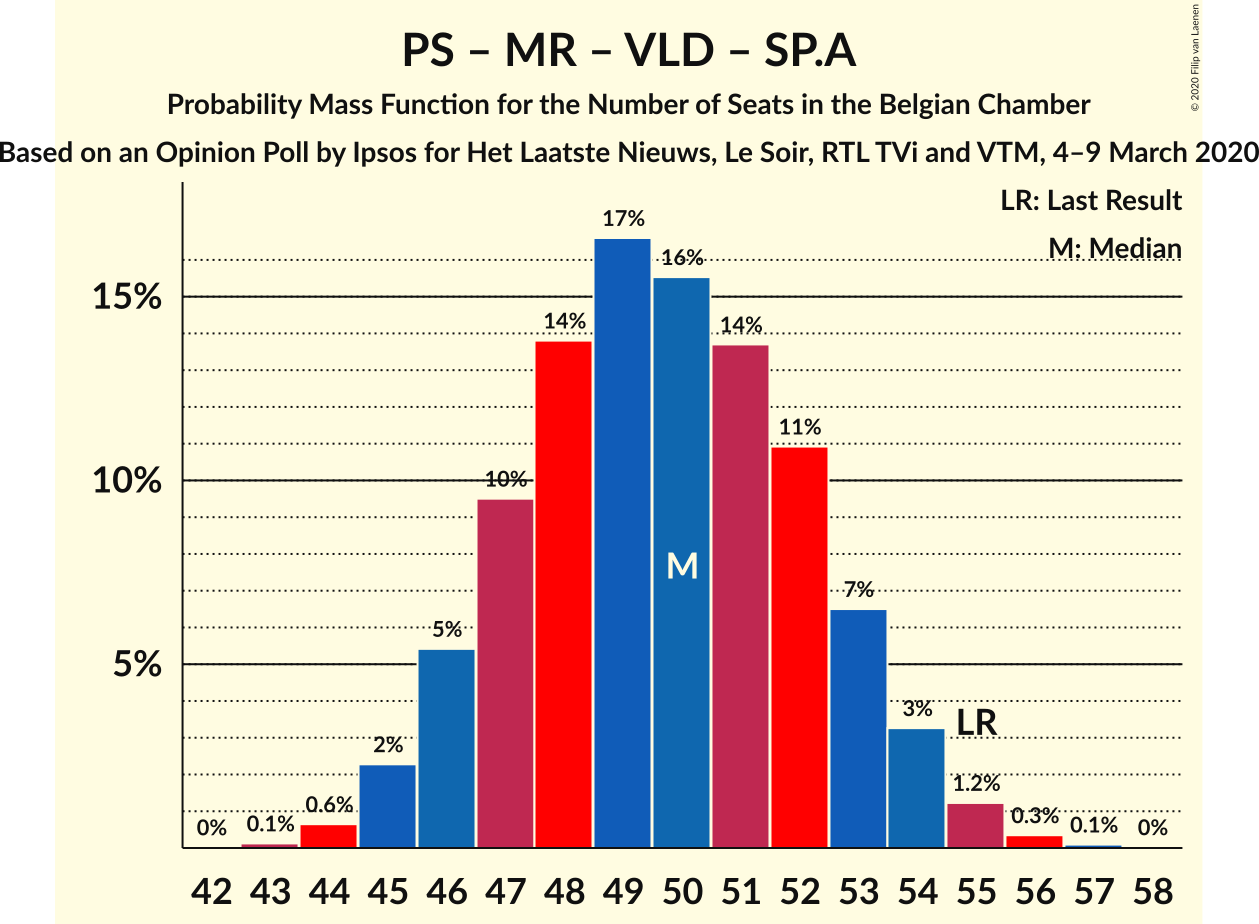 PS – MR – VLD – SP.A
Probability Mass Function for the Number of Seats in the Belgian Chamber
Based on an Opinion Poll by Ipsos for Het Laatste Nieuws, Le Soir, RTL TVi and VTM, 4–9 March 2020
© 2020 Filip van Laenen
LR: Last Result
M: Median
17%
16%
15%
14%
14%
11%
10%
10%
M
7%
5%
5%
3%
LR
2%
1.2%
0.6%
0.3%
0%
0.1%
0.1%
0%
42 43 44 45 46 47 48 49 50 51 52 53 54 55 56 57 58